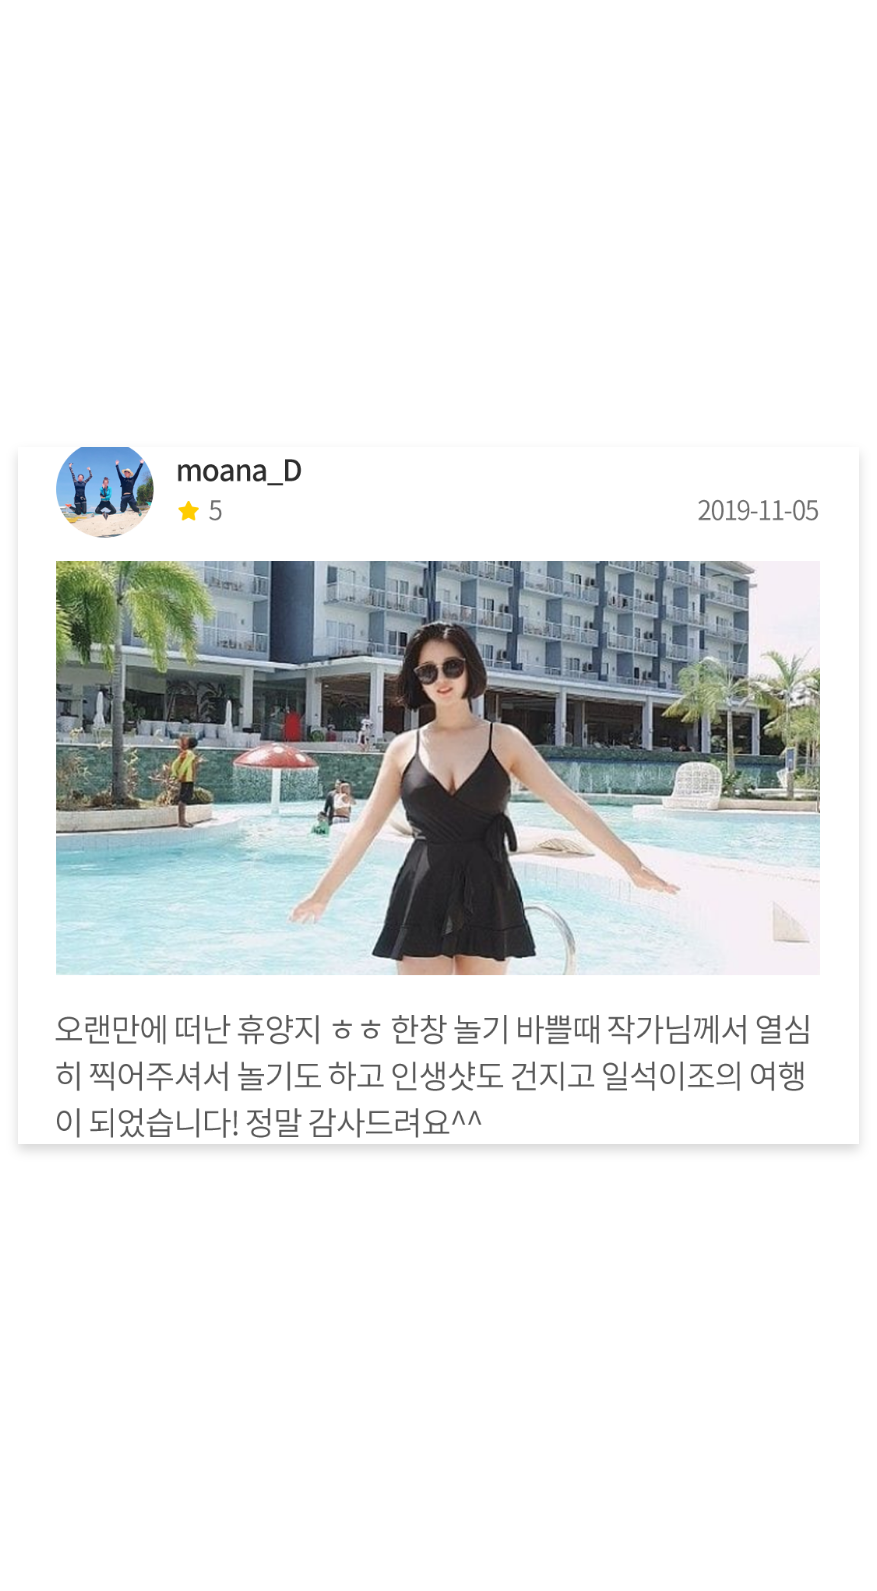 moana_D
5
2019-11-05
오랜만에 떠난 휴양지 ㅎㅎ 한창 놀기 바쁠때 작가님께서 열심
히 찍어주셔서 놀기도 하고 인생샷도 건지고 일석이조의 여행
이 되었습니다! 정말 감사드려요^^